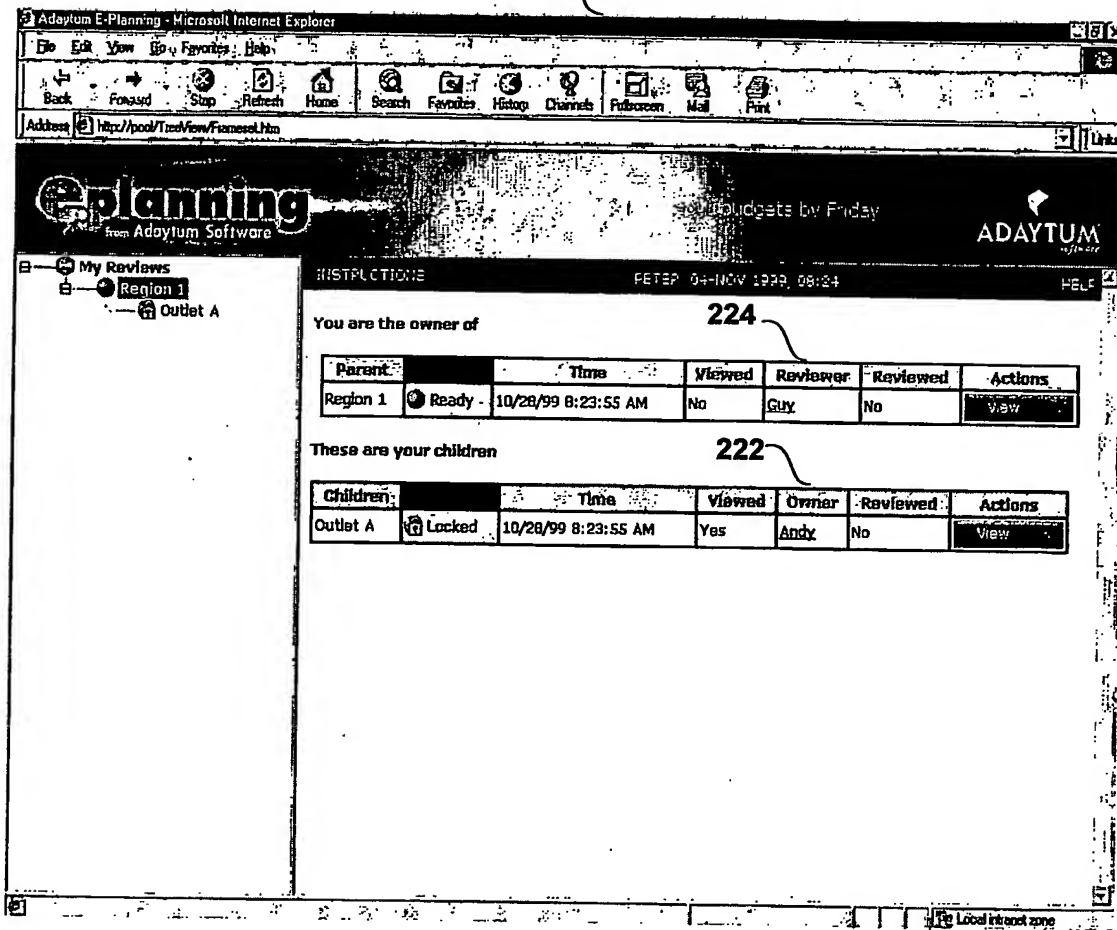 Adaytum E-Planning - Microsoft Internet Explorer
File Edit View Go Favorites Help
Back Forward Stop Refresh Home Search Favorites History Channels Fullscreen Mail Print
Address http://pool/TreeView/Frameset.htm Links
eplanning
from Adaytum Software
budgets by Friday
ADAYTUM
software
My Reviews
Region 1
Outlet A
INSTRUCTIONS PETER 04-NOV 1999, 08:24 HELP
You are the owner of
224
Parent Time Viewed Reviewer Reviewed Actions
Region 1 Ready - 10/28/99 8:23:55 AM No Guy No View
These are your children
222
Children Time Viewed Owner Reviewed Actions
Outlet A Locked 10/28/99 8:23:55 AM Yes Andy No View
Local intranet zone